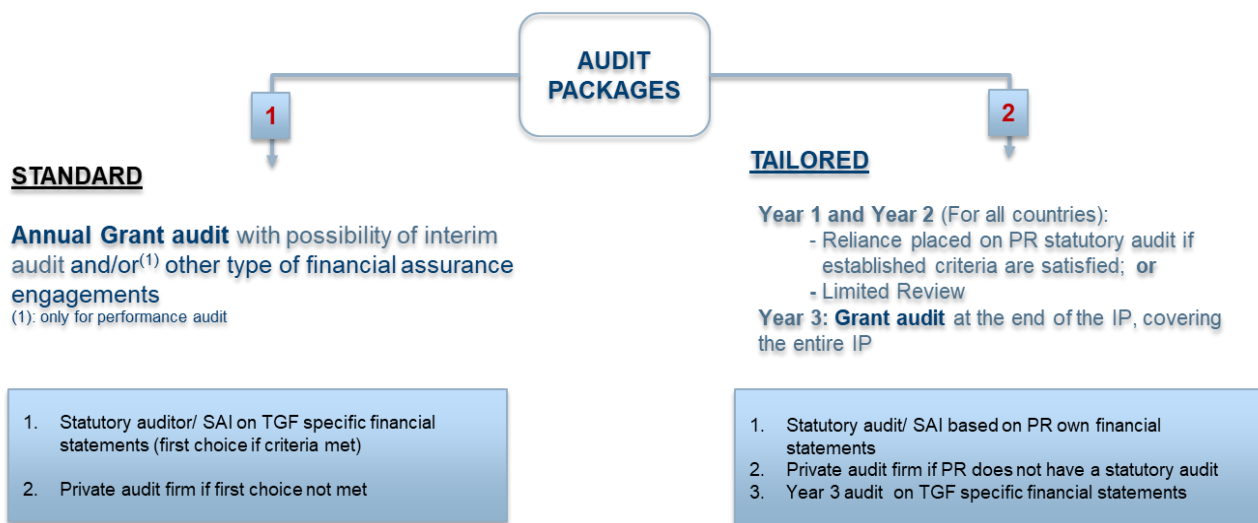 AUDIT
PACKAGES
1
2
STANDARD
Annual Grant audit with possibility of interim
audit and/or(1) other type of financial assurance
engagements
(1): only for performance audit
1. Statutory auditor/ SAI on TGF specific financial
statements (first choice if criteria met)
2. Private audit firm if first choice not met
TAILORED
Year 1 and Year 2 (For all countries):
- Reliance placed on PR statutory audit if
established criteria are satisfied; or
- Limited Review
Year 3: Grant audit at the end of the IP, covering
the entire IP
1. Statutory audit/ SAI based on PR own financial
statements
2. Private audit firm if PR does not have a statutory audit
3. Year 3 audit on TGF specific financial statements